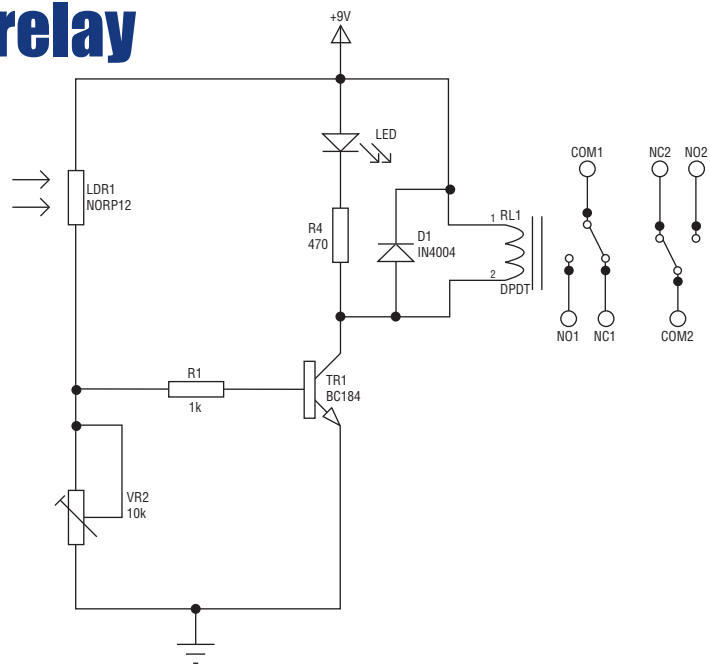 relay
+9V
LED
LDR1
NORP12
R4
470
D1
IN4004
1 RL1
2
DPDT
COM1
NC2 NO2
NO1 NC1
COM2
R1
1k
TR1
BC184
VR2
10k